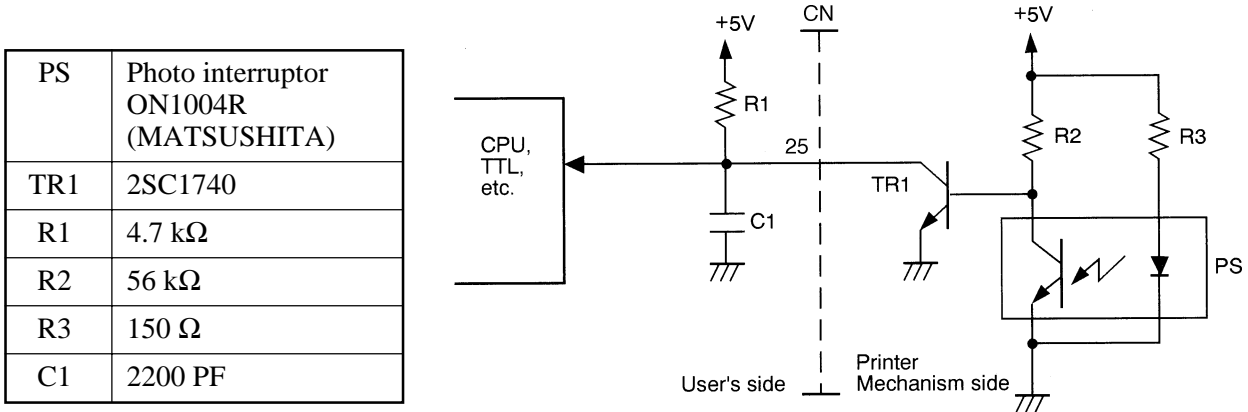 PS
Photo interruptor
ON1004R
(MATSUSHITA)
TR1
2SC1740
R1
4.7 kΩ
R2
56 kΩ
R3
150 Ω
C1
2200 PF
+5V
CN
+5V
R1
R2
R3
CPU,
TTL,
etc.
25
TR1
C1
PS
User's side
Printer
Mechanism side